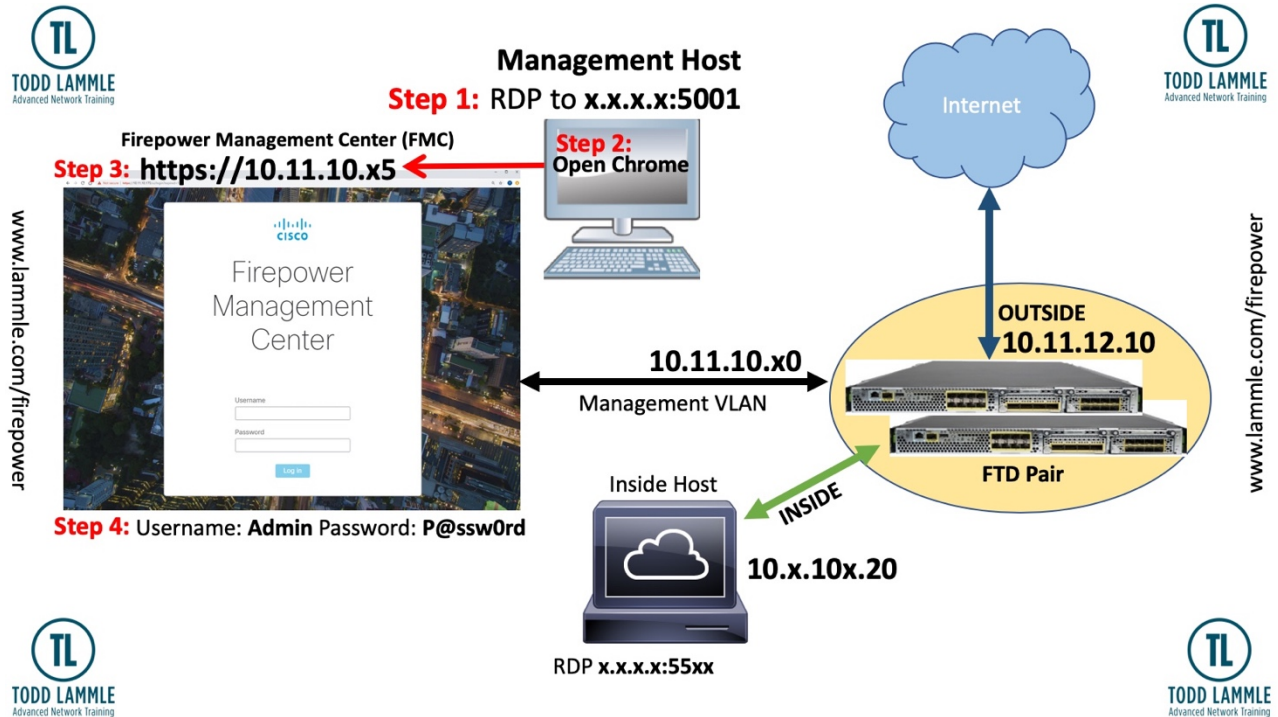 TL
TODD LAMMLE
Advanced Network Training
TL
TODD LAMMLE
Advanced Network Training
Management Host
Step 1: RDP to x.x.x.x:5001
Internet
Firepower Management Center (FMC)
Step 3: https://10.11.10.x5
Step 2:
Open Chrome
www.lammle.com/firepower
CISCO
Firepower
Management
Center
Username
Password
Log in
www.lammle.com/firepower
OUTSIDE
10.11.12.10
10.11.10.x0
Management VLAN
FTD Pair
Inside Host
INSIDE
10.x.10x.20
Step 4: Username: Admin Password: P@ssw0rd
RDP x.x.x.x:55xx
TL
TODD LAMMLE
Advanced Network Training
TL
TODD LAMMLE
Advanced Network Training